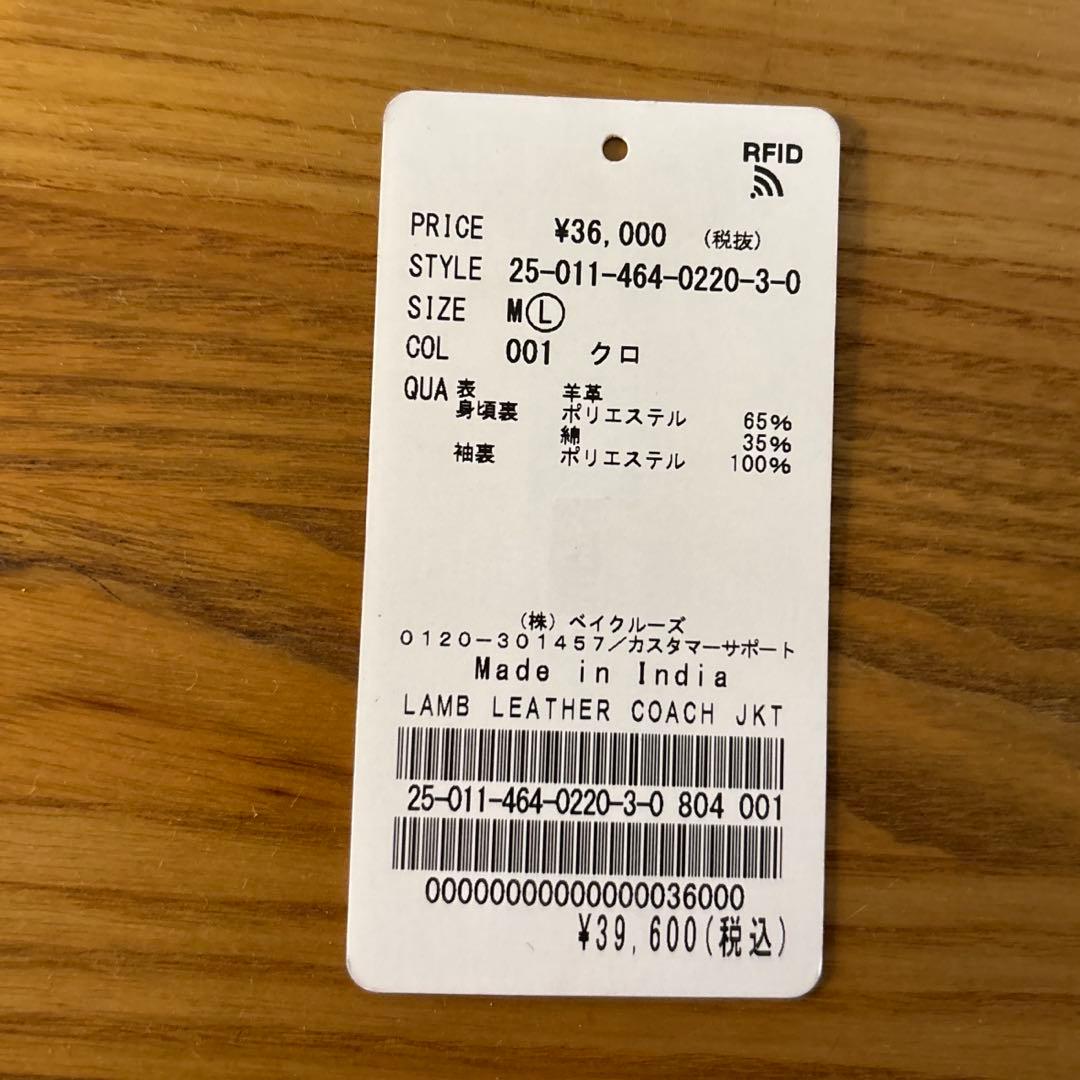 RFID
PRICE ¥36,000 (税抜)
STYLE 25-011-464-0220-3-0
SIZE MⓁ
COL 001 クロ
QUA 表 羊革
身頃裏 ポリエステル 65%
綿 35%
袖裏 ポリエステル 100%
(株)ベイクルーズ
0120-301457/カスタマーサポート
Made in India
LAMB LEATHER COACH JKT
25-011-464-0220-3-0 804 001
00000000000000036000
¥39,600(税込)